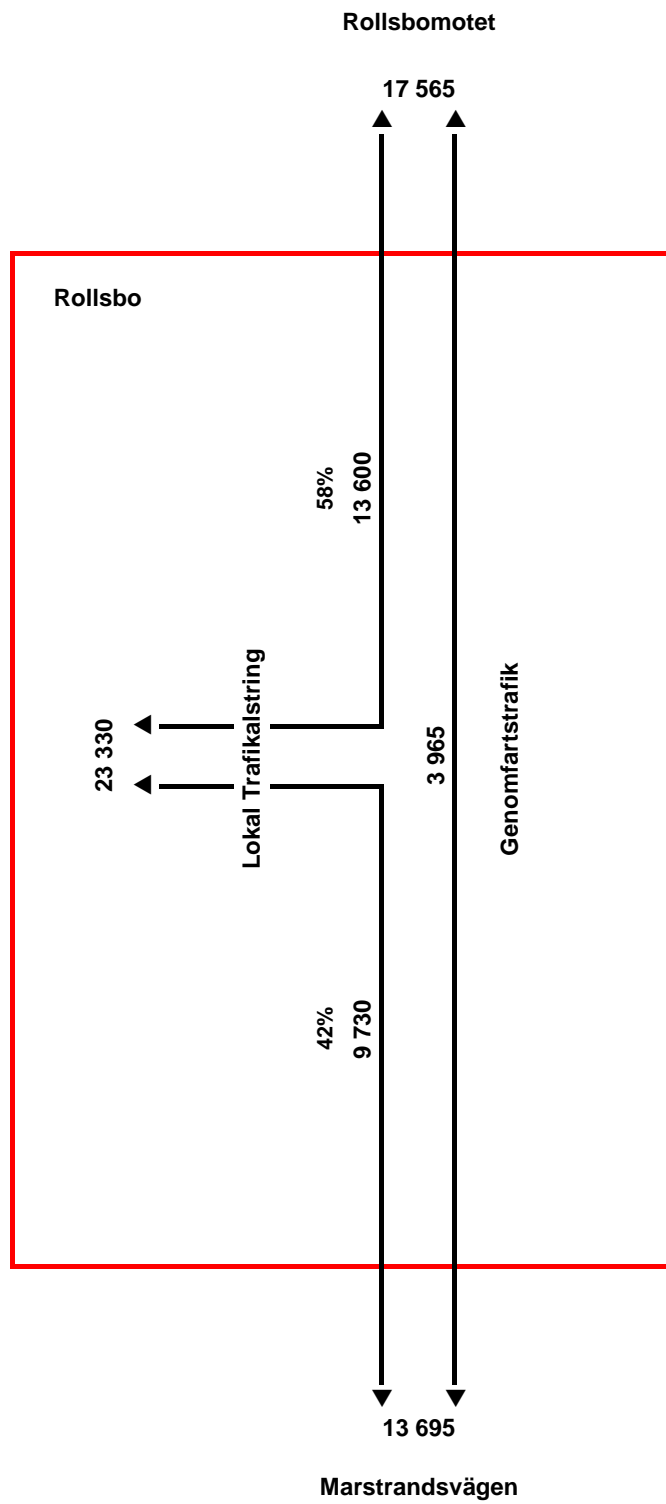 Rollsbomotet
17 565
Rollsbo
58%
13 600
Lokal Trafikalstring
23 330
3 965
Genomfartstrafik
42%
9 730
13 695
Marstrandsvägen